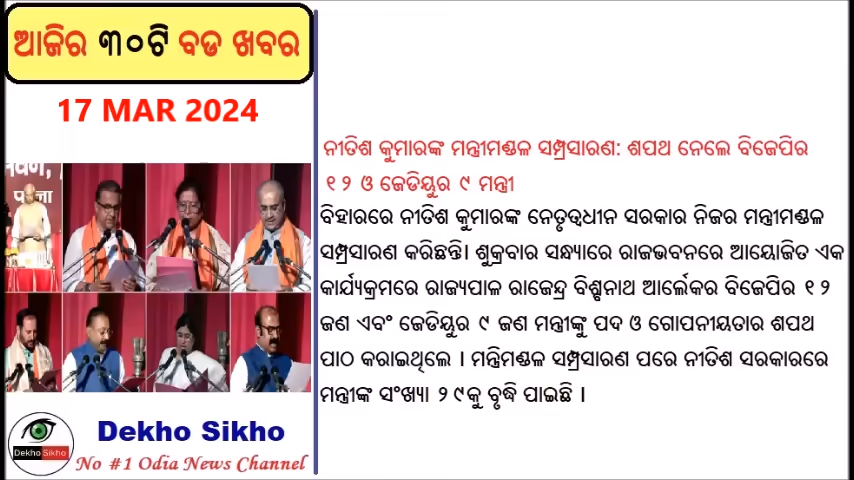 ଆଜିର ୩୦ଟି ବଡ ଖବର
17 MAR 2024
ନୀତିଶ କୁମାରଙ୍କ ମନ୍ତ୍ରୀମଣ୍ଡଳ ସମ୍ପ୍ରସାରଣ: ଶପଥ ନେଲେ ବିଜେପିର
୧୨ ଓ ଜେଡିୟୁର ୯ ମନ୍ତ୍ରୀ
ବିହାରରେ ନୀତିଶ କୁମାରଙ୍କ ନେତୃତ୍ୱାଧୀନ ସରକାର ନିଜର ମନ୍ତ୍ରୀମଣ୍ଡଳ
ସମ୍ପ୍ରସାରଣ କରିଛନ୍ତି। ଶୁକ୍ରବାର ସନ୍ଧ୍ୟାରେ ରାଜଭବନରେ ଆୟୋଜିତ ଏକ
କାର୍ଯ୍ୟକ୍ରମରେ ରାଜ୍ୟପାଳ ରାଜେନ୍ଦ୍ର ବିଶ୍ୱନାଥ ଆର୍ଲେକର ବିଜେପିର ୧୨
ଜଣ ଏବଂ ଜେଡିୟୁର ୯ ଜଣ ମନ୍ତ୍ରୀଙ୍କୁ ପଦ ଓ ଗୋପନୀୟତାର ଶପଥ
ପାଠ କରାଇଥିଲେ । ମନ୍ତ୍ରିମଣ୍ଡଳ ସମ୍ପ୍ରସାରଣ ପରେ ନୀତିଶ ସରକାରରେ
ମନ୍ତ୍ରୀଙ୍କ ସଂଖ୍ୟା ୨୯କୁ ବୃଦ୍ଧି ପାଇଛି ।
Dekho Sikho
Dekho Sikho
No #1 Odia News Channel